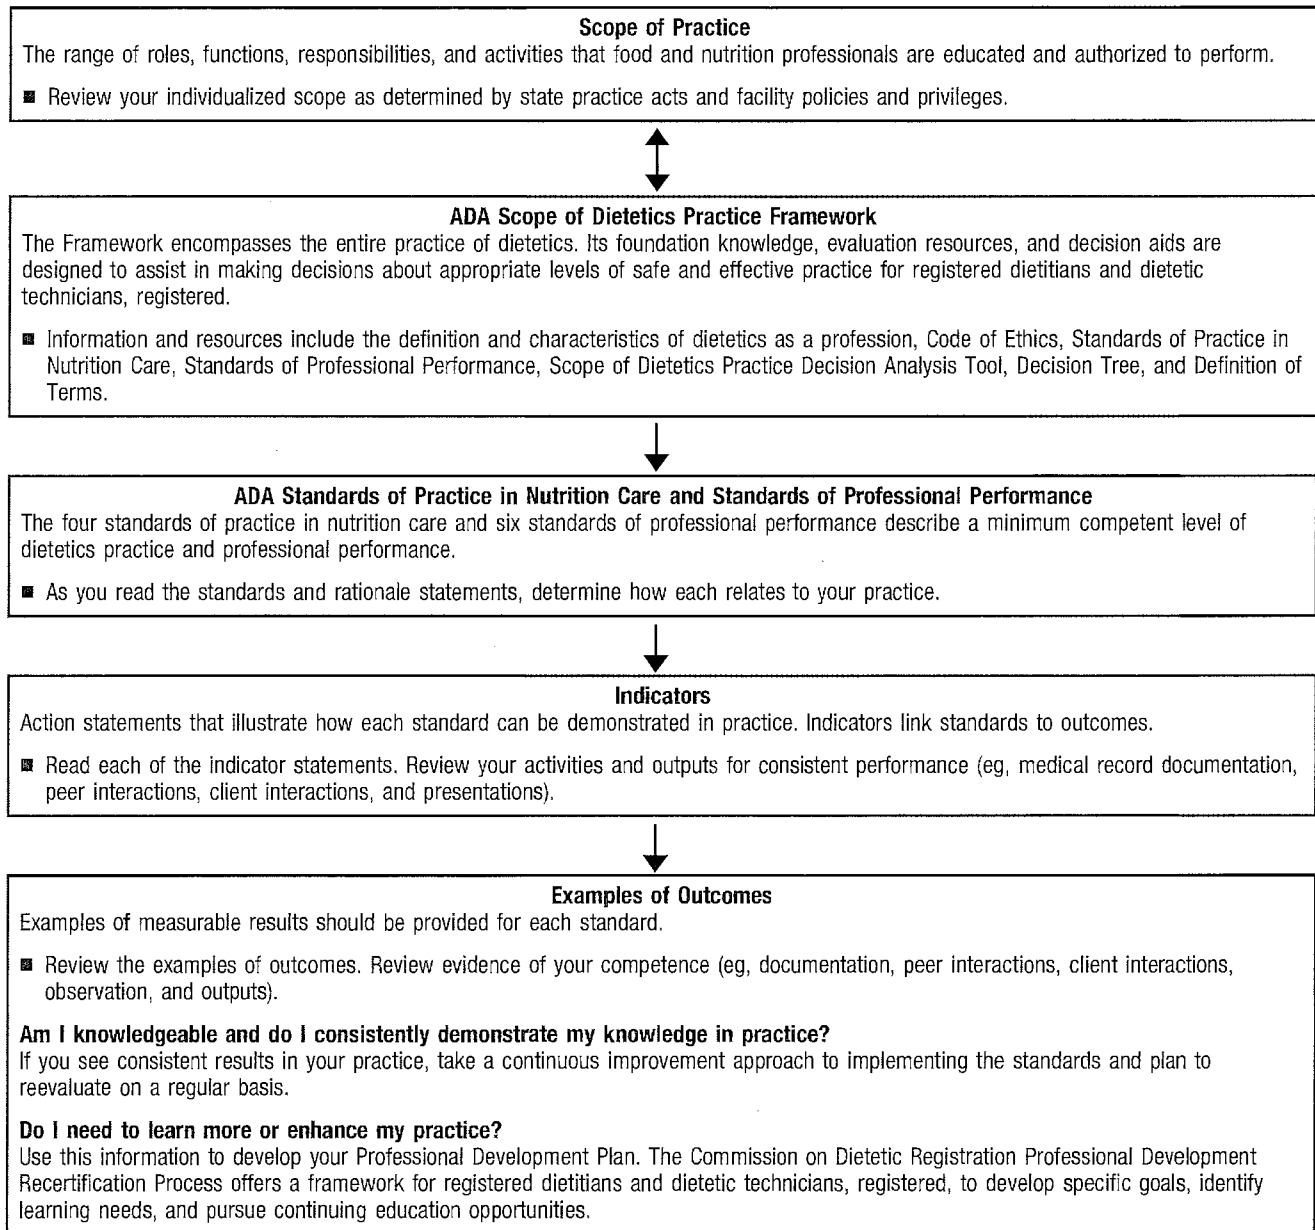 Scope of Practice
The range of roles, functions, responsibilities, and activities that food and nutrition professionals are educated and authorized to perform.
■ Review your individualized scope as determined by state practice acts and facility policies and privileges.
ADA Scope of Dietetics Practice Framework
The Framework encompasses the entire practice of dietetics. Its foundation knowledge, evaluation resources, and decision aids are
designed to assist in making decisions about appropriate levels of safe and effective practice for registered dietitians and dietetic
technicians, registered.
■ Information and resources include the definition and characteristics of dietetics as a profession, Code of Ethics, Standards of Practice in
Nutrition Care, Standards of Professional Performance, Scope of Dietetics Practice Decision Analysis Tool, Decision Tree, and Definition of
Terms.
ADA Standards of Practice in Nutrition Care and Standards of Professional Performance
The four standards of practice in nutrition care and six standards of professional performance describe a minimum competent level of
dietetics practice and professional performance.
■ As you read the standards and rationale statements, determine how each relates to your practice.
Indicators
Action statements that illustrate how each standard can be demonstrated in practice. Indicators link standards to outcomes.
■ Read each of the indicator statements. Review your activities and outputs for consistent performance (eg, medical record documentation,
peer interactions, client interactions, and presentations).
Examples of Outcomes
Examples of measurable results should be provided for each standard.
■ Review the examples of outcomes. Review evidence of your competence (eg, documentation, peer interactions, client interactions,
observation, and outputs).
Am I knowledgeable and do I consistently demonstrate my knowledge in practice?
If you see consistent results in your practice, take a continuous improvement approach to implementing the standards and plan to
reevaluate on a regular basis.
Do I need to learn more or enhance my practice?
Use this information to develop your Professional Development Plan. The Commission on Dietetic Registration Professional Development
Recertification Process offers a framework for registered dietitians and dietetic technicians, registered, to develop specific goals, identify
learning needs, and pursue continuing education opportunities.